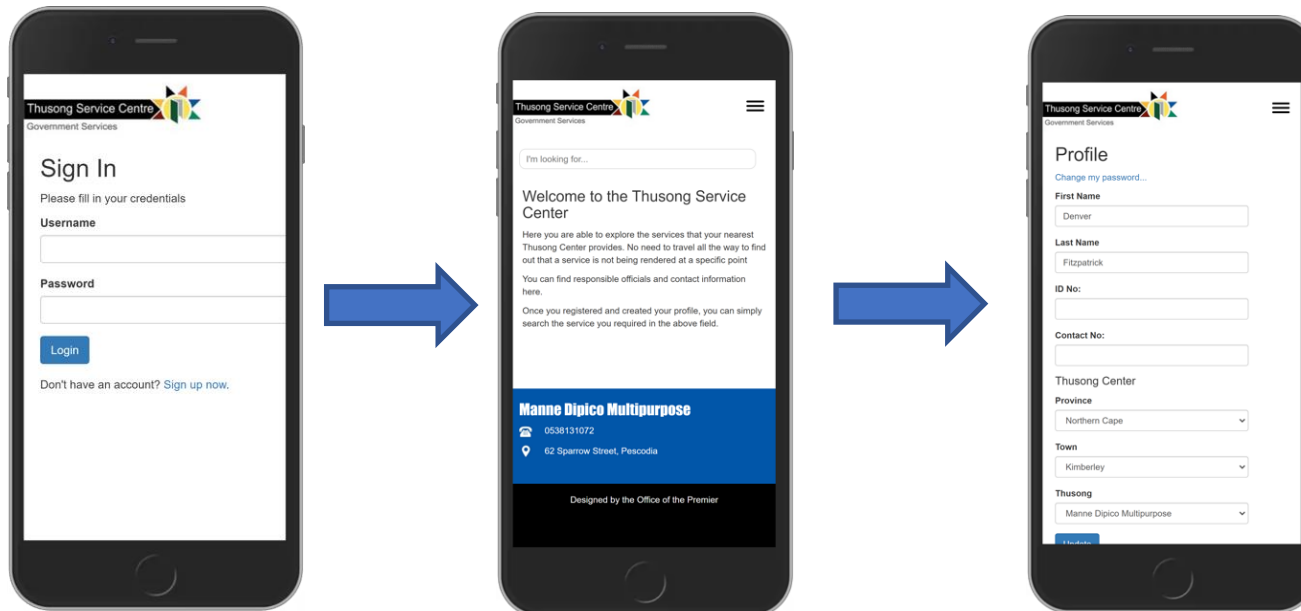 Thusong Service Centre
Government Services
Sign In
Please fill in your credentials
Username
Password
Login
Don't have an account? Sign up now.
Thusong Service Centre
Government Services
I'm looking for...
Welcome to the Thusong Service
Center
Here you are able to explore the services that your nearest
Thusong Center provides. No need to travel all the way to find
out that a service is not being rendered at a specific point
You can find responsible officials and contact information
here.
Once you registered and created your profile, you can simply
search the service you required in the above field.
Manne Dipico Multipurpose
0538131072
62 Sparrow Street, Pescodia
Designed by the Office of the Premier
Thusong Service Centre
Government Services
Profile
Change my password...
First Name
Denver
Last Name
Fitzpatrick
ID No:
Contact No:
Thusong Center
Province
Northern Cape
Town
Kimberley
Thusong
Manne Dipico Multipurpose
Update